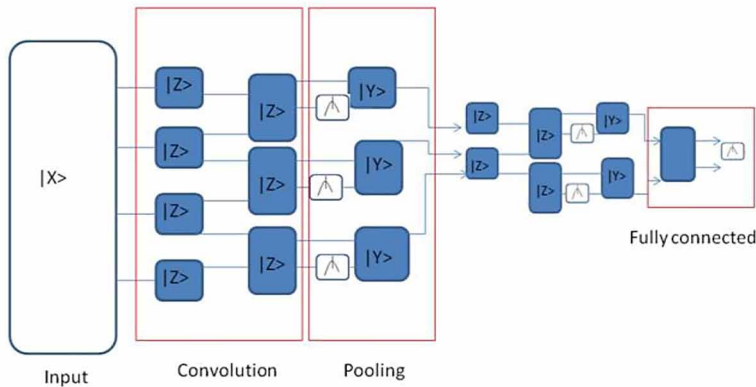 |X>
|Z>
|Z>
|Z>
|Z>
|Z>
|Z>
|Z>
|Y>
|Y>
|Y>
|Z>
|Z>
|Z>
|Z>
|Y>
|Y>
Fully connected
Input
Convolution
Pooling